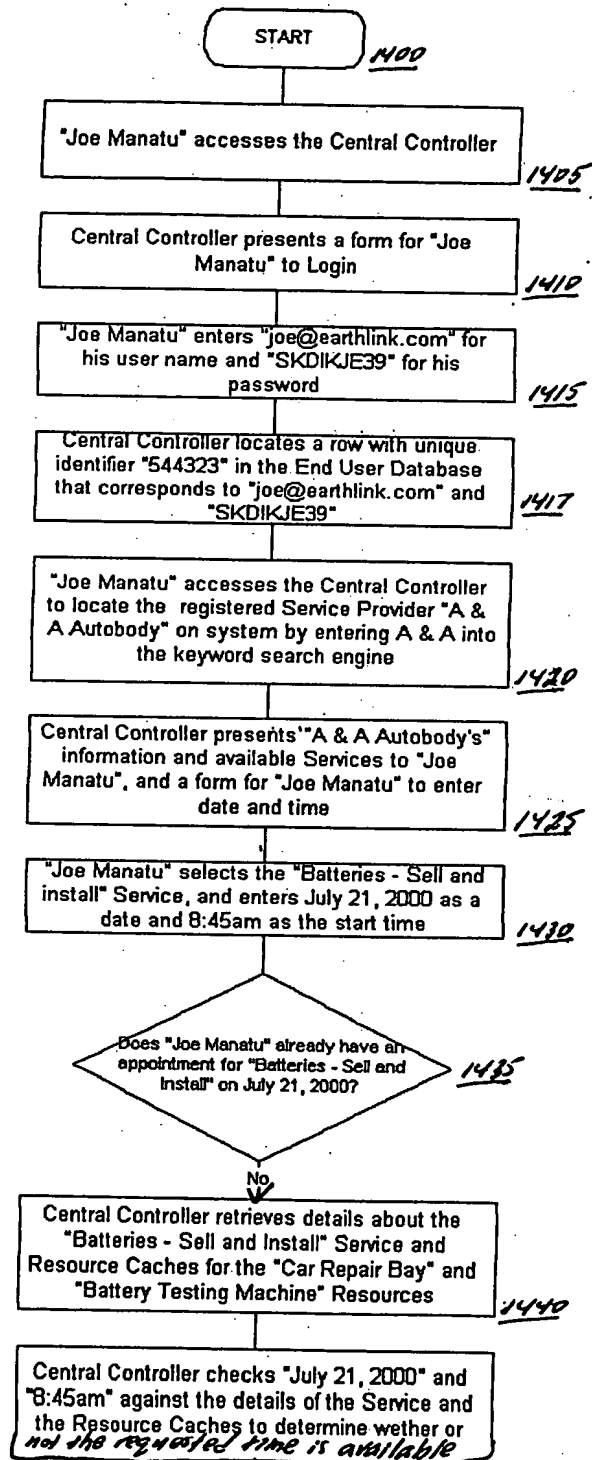 START
1400
"Joe Manatu" accesses the Central Controller
1405
Central Controller presents a form for "Joe
Manatu" to Login
1410
"Joe Manatu" enters "joe@earthlink.com" for
his user name and "SKDIKJE39" for his
password
1415
Central Controller locates a row with unique
identifier "544323" in the End User Database
that corresponds to "joe@earthlink.com" and
"SKDIKJE39"
1417
"Joe Manatu" accesses the Central Controller
to locate the registered Service Provider "A &
A Autobody" on system by entering A & A into
the keyword search engine
1420
Central Controller presents "A & A Autobody's"
information and available Services to "Joe
Manatu", and a form for "Joe Manatu" to enter
date and time
1425
"Joe Manatu" selects the "Batteries - Sell and
install" Service, and enters July 21, 2000 as a
date and 8:45am as the start time
1430
Does "Joe Manatu" already have an
appointment for "Batteries - Sell and
Install" on July 21, 2000?
1435
No
Central Controller retrieves details about the
"Batteries - Sell and Install" Service and
Resource Caches for the "Car Repair Bay" and
"Battery Testing Machine" Resources
1440
Central Controller checks "July 21, 2000" and
"8:45am" against the details of the Service and
the Resource Caches to determine wether or
not the requested time is available